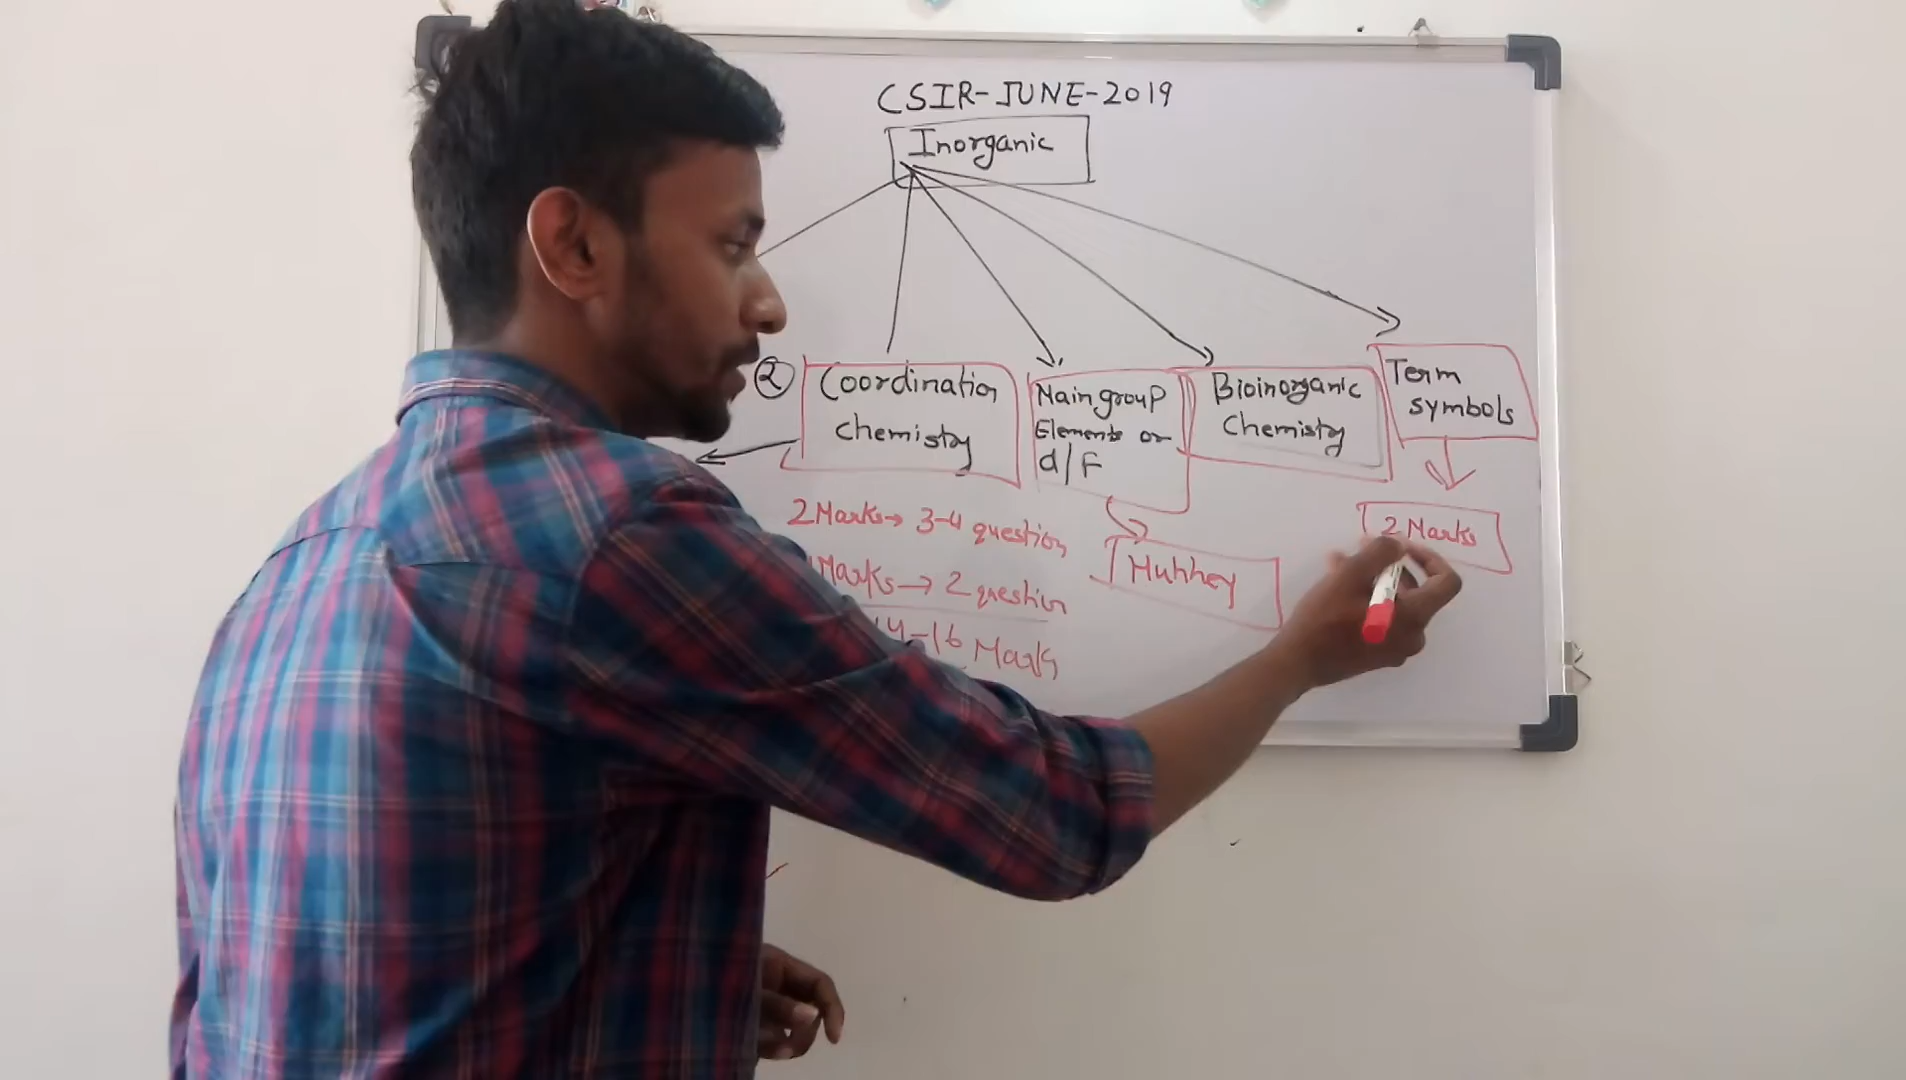 CSIR-JUNE-2019
Inorganic
2
Coordination
chemistry
Main group
Elements or
d/F
Bioinorganic
Chemistry
Term
symbols
2 Marks → 3-4 question
Marks → 2 question
14-16 Marks
Huhhey
2 Marks